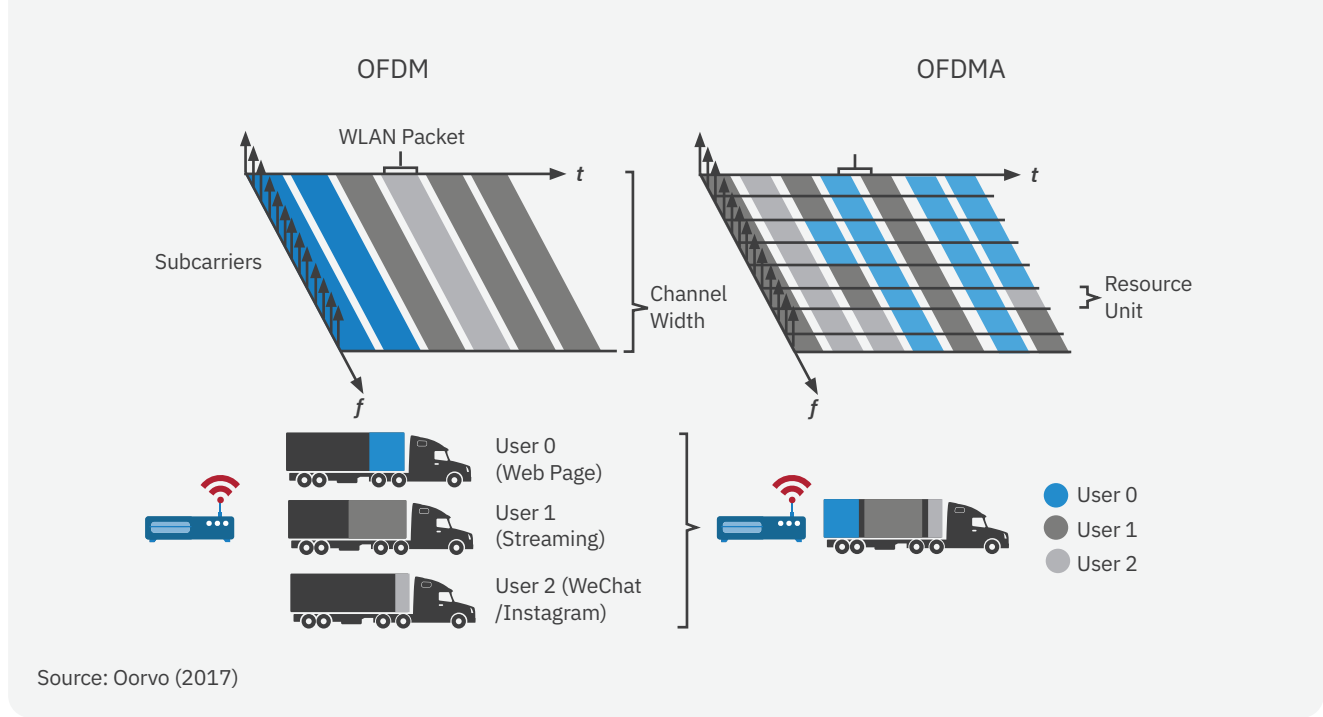 OFDM
OFDMA
WLAN Packet
t
t
Subcarriers
Channel
Width
Resource
Unit
f
f
User 0
(Web Page)
User 1
(Streaming)
User 2 (WeChat
/Instagram)
User 0
User 1
User 2
Source: Oorvo (2017)